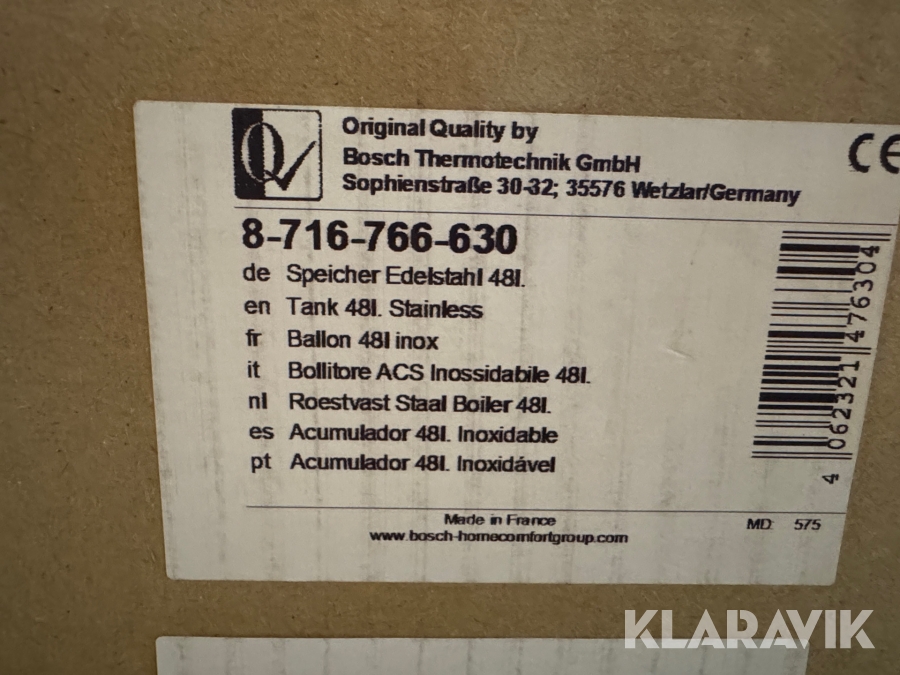 Original Quality by
Bosch Thermotechnik GmbH
Sophienstraße 30-32; 35576 Wetzlar/Germany
CE
8-716-766-630
de Speicher Edelstahl 48l.
en Tank 48l. Stainless
fr Ballon 48l inox
it Bollitore ACS Inossidabile 48l.
nl Roestvast Staal Boiler 48l.
es Acumulador 48l. Inoxidable
pt Acumulador 48l. Inoxidável
4 062321 476304
Made in France
www.bosch-homecomfortgroup.com
MD: 575
KLARAVIK